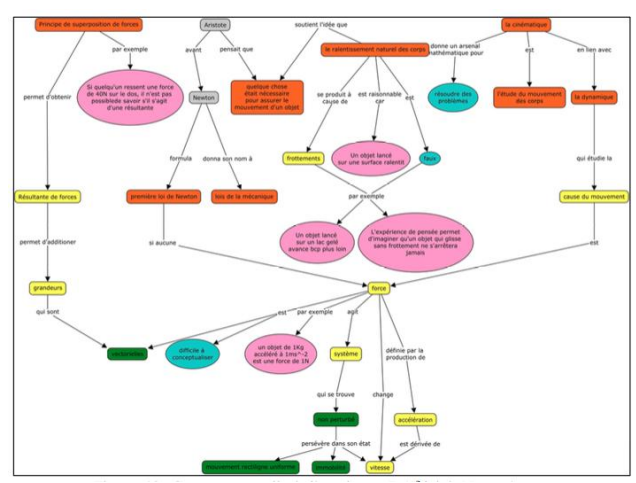 Principe de superposition de forces
Aristote
soutient l'idée que
la cinématique
par exemple
avant
pensait que
le ralentissement naturel des corps
donne un arsenal
mathématique pour
est
en lien avec
Si quelqu'un ressent une force
de 40N sur le dos, il n'est pas
possiblede savoir s'il s'agit
d'une résultante
quelque chose
était nécessaire
pour assurer le
mouvement d'un objet
permet d'obtenir
Newton
se produit à
cause de
est raisonnable
car
est
résoudre des
problèmes
l'étude du mouvement
des corps
la dynamique
formula
donna son nom à
frottements
Un objet lancé
sur une surface ralentit
faux
qui étudie la
Résultante de forces
première loi de Newton
lois de la mécanique
par exemple
cause du mouvement
permet d'additioner
si aucune
Un objet lancé
sur un lac gelé
avance bcp plus loin
L'expérience de pensée permet
d'imaginer qu'un objet qui glisse
sans frottement ne s'arrêtera
jamais
est
grandeurs
force
qui sont
est
par exemple
agit
vectorielles
difficile à
conceptualiser
un objet de 1Kg
accéléré à 1ms^-2
est une force de 1N
système
définie par la
production de
qui se trouve
change
non perturbé
accélération
persévère dans son état
est dérivée de
mouvement rectiligne uniforme
immobilité
vitesse